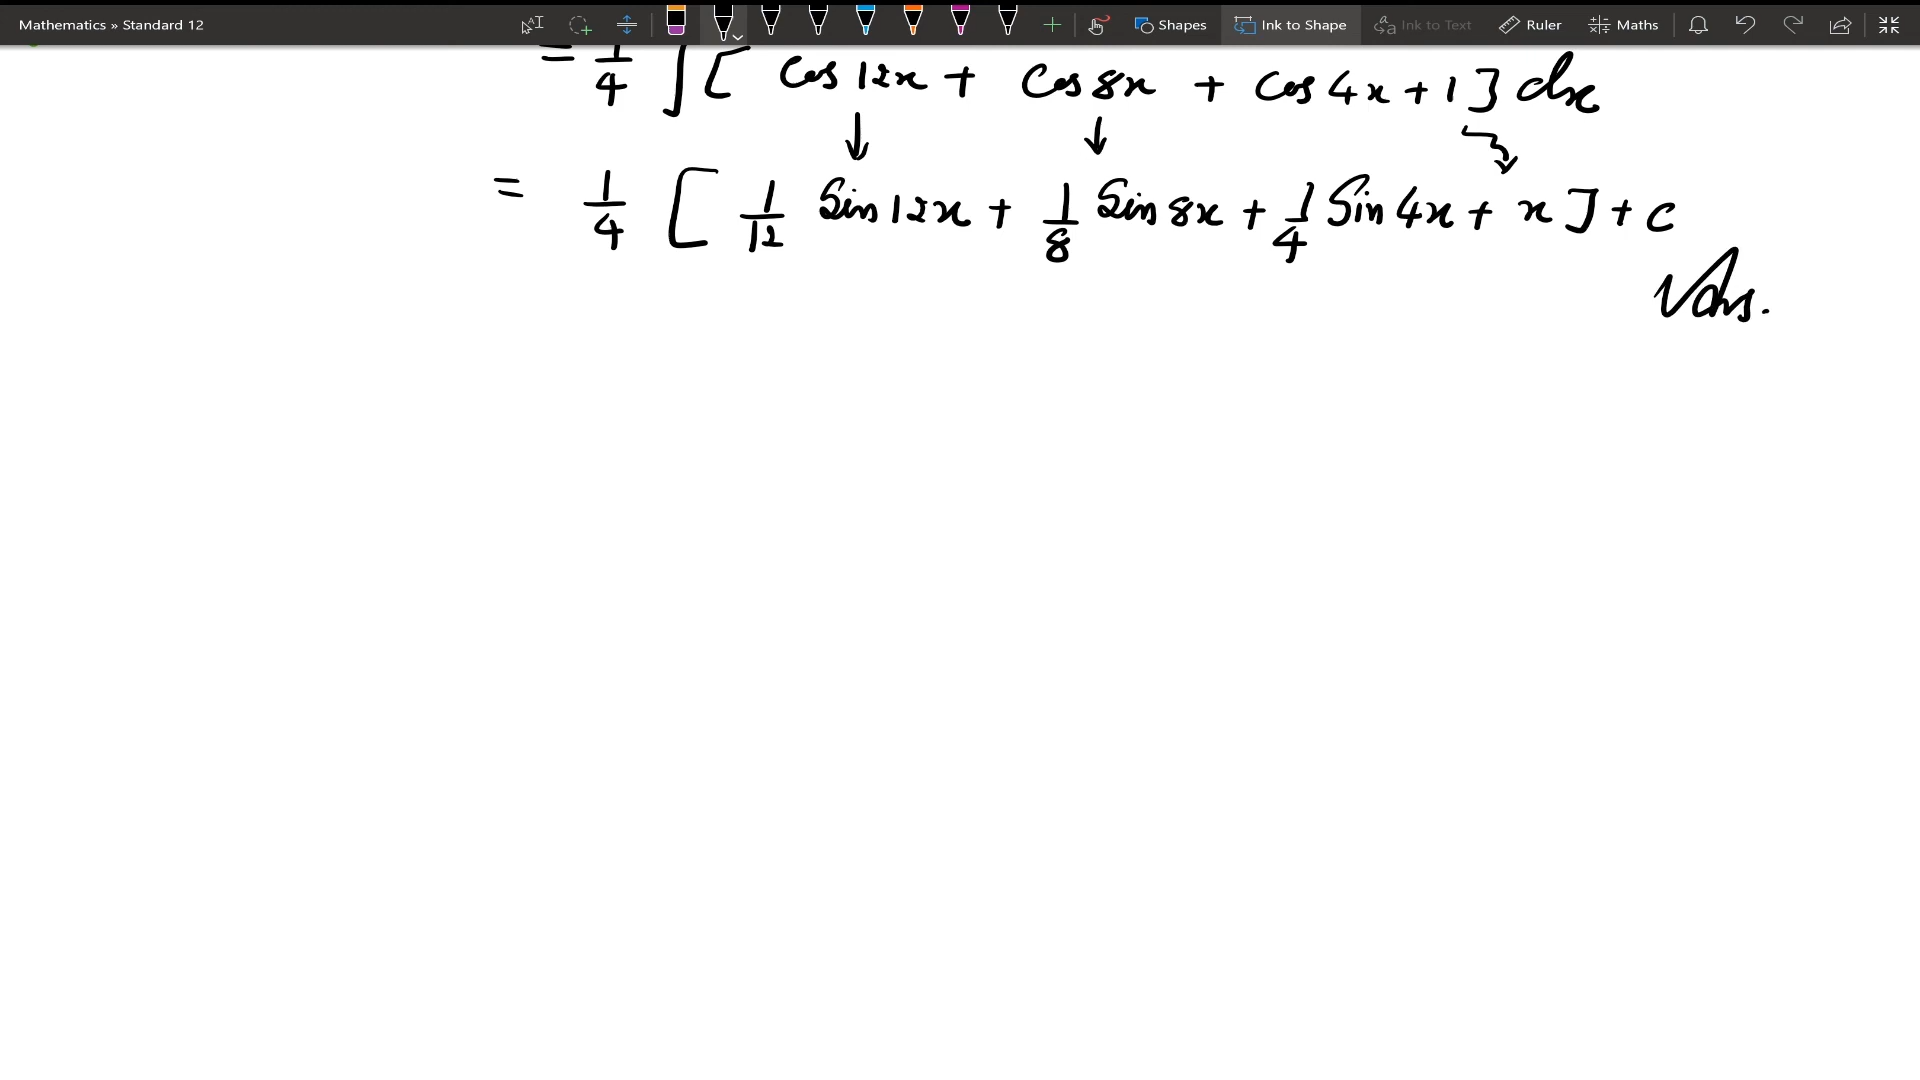 Mathematics » Standard 12 Shapes Ink to Shape Ink to Text Ruler Maths
= 1/4 ∫ [ Cos 12x + Cos 8x + Cos 4x + 1 ] dx
= 1/4 [ 1/12 Sin 12x + 1/8 Sin 8x + 1/4 Sin 4x + x ] + c
Ans.